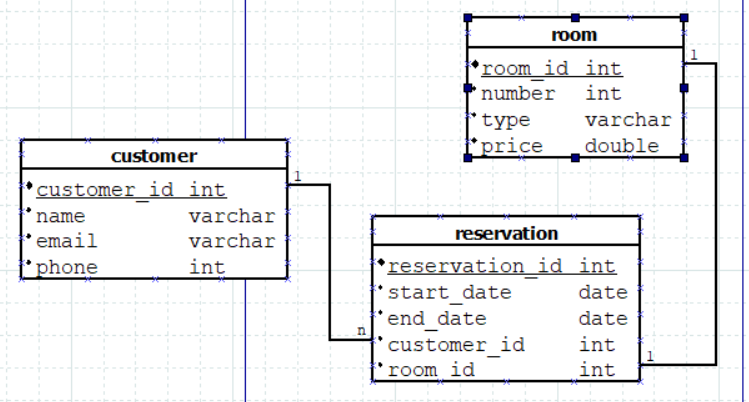 room
room_id int
number int
type varchar
price double
1
customer
customer_id int
name varchar
email varchar
phone int
1
reservation
reservation_id int
start_date date
end_date date
customer_id int
room_id int
n
1